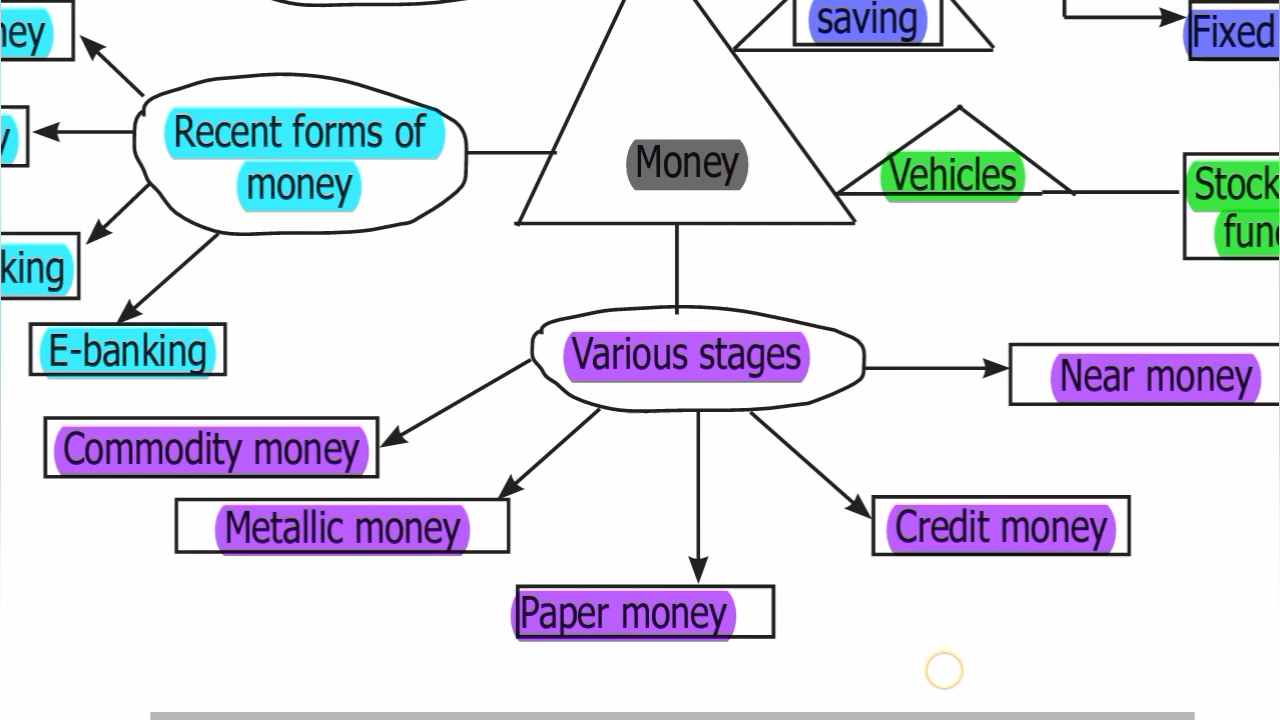 saving
Fixed
Recent forms of
money
Money
Vehicles
E-banking
Various stages
Near money
Commodity money
Metallic money
Credit money
Paper money